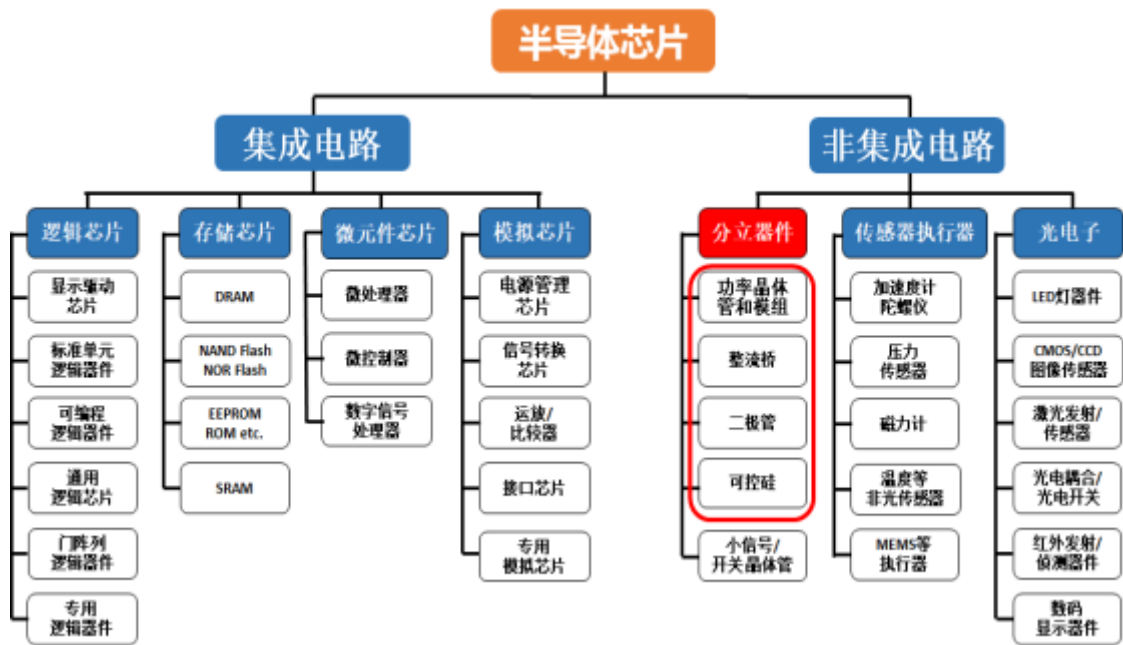 半导体芯片
集成电路
非集成电路
逻辑芯片
存储芯片
微元件芯片
模拟芯片
分立器件
传感器执行器
光电子
显示驱动
芯片
标准单元
逻辑器件
可编程
逻辑器件
通用
逻辑芯片
门阵列
逻辑器件
专用
逻辑器件
DRAM
NAND Flash
NOR Flash
EEPROM
ROM etc.
SRAM
微处理器
微控制器
数字信号
处理器
电源管理
芯片
信号转换
芯片
运放/
比较器
接口芯片
专用
模拟芯片
功率晶体
管和模组
整流桥
二极管
可控硅
小信号/
开关晶体管
加速度计
陀螺仪
压力
传感器
磁力计
温度等
非光传感器
MEMS等
执行器
LED灯器件
CMOS/CCD
图像传感器
激光发射/
传感器
光电耦合/
光电开关
红外发射/
侦测器件
数码
显示器件